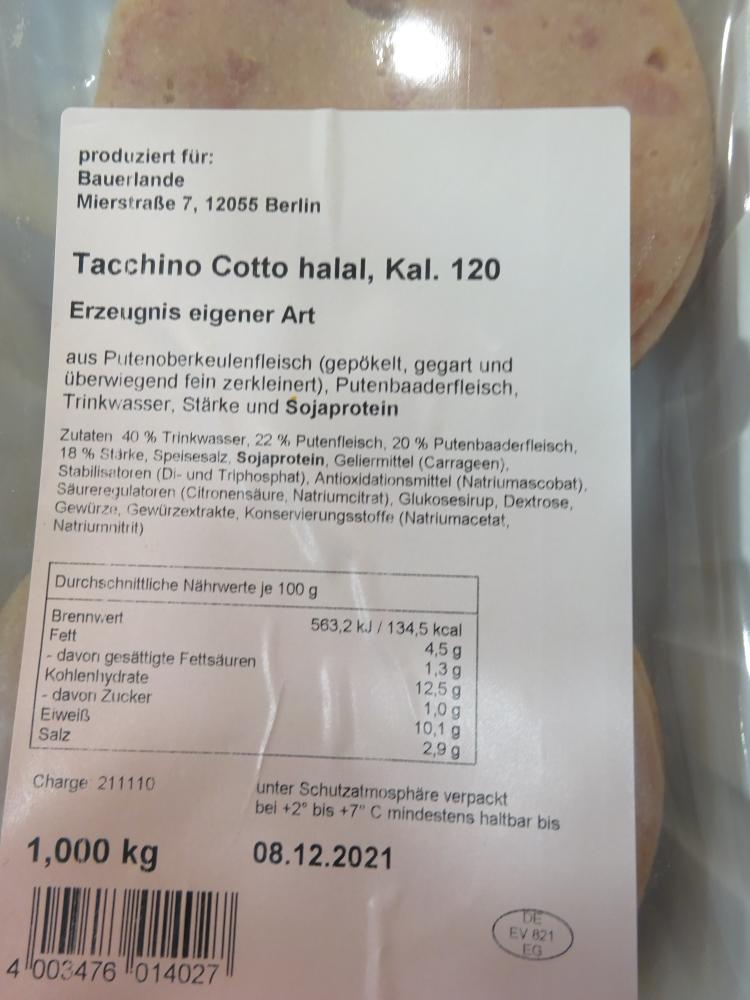 produziert für:
Bauerlande
Mierstraße 7, 12055 Berlin
Tacchino Cotto halal, Kal. 120
Erzeugnis eigener Art
aus Putenoberkeulenfleisch (gepökelt, gegart und
überwiegend fein zerkleinert), Putenbaaderfleisch,
Trinkwasser, Stärke und Sojaprotein
Zutaten 40 % Trinkwasser, 22 % Putenfleisch, 20 % Putenbaaderfleisch,
18 % Stärke, Speisesalz, Sojaprotein, Geliermittel (Carrageen),
Stabilisatoren (Di- und Triphosphat), Antioxidationsmittel (Natriumascobat),
Säureregulatoren (Citronensäure, Natriumcitrat), Glukosesirup, Dextrose,
Gewürze, Gewürzextrakte, Konservierungsstoffe (Natriumacetat,
Natriumnitrit)
Durchschnittliche Nährwerte je 100 g
Brennwert 563,2 kJ / 134,5 kcal
Fett 4,5 g
- davon gesättigte Fettsäuren 1,3 g
Kohlenhydrate 12,5 g
- davon Zucker 1,0 g
Eiweiß 10,1 g
Salz 2,9 g
Charge 211110
unter Schutzatmosphäre verpackt
bei +2° bis +7° C mindestens haltbar bis
1,000 kg 08.12.2021
DE
EV 821
EG
4 003476 014027